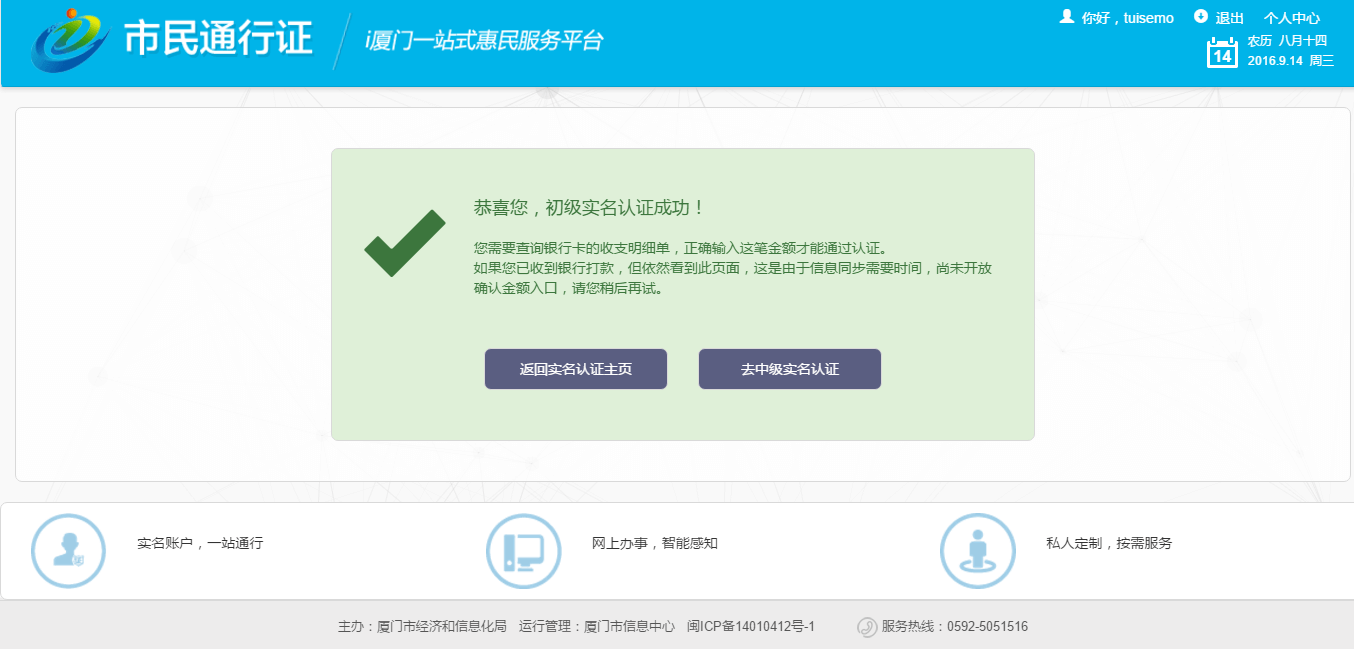 市民通行证
i厦门一站式惠民服务平台
你好，tuisemo 退出 个人中心
14
农历 八月十四
2016.9.14 周三
恭喜您，初级实名认证成功！
您需要查询银行卡的收支明细单，正确输入这笔金额才能通过认证。
如果您已收到银行打款，但依然看到此页面，这是由于信息同步需要时间，尚未开放
确认金额入口，请您稍后再试。
返回实名认证主页 去中级实名认证
实名账户，一站通行 网上办事，智能感知 私人定制，按需服务
主办：厦门市经济和信息化局 运行管理：厦门市信息中心 闽ICP备14010412号-1 服务热线：0592-5051516